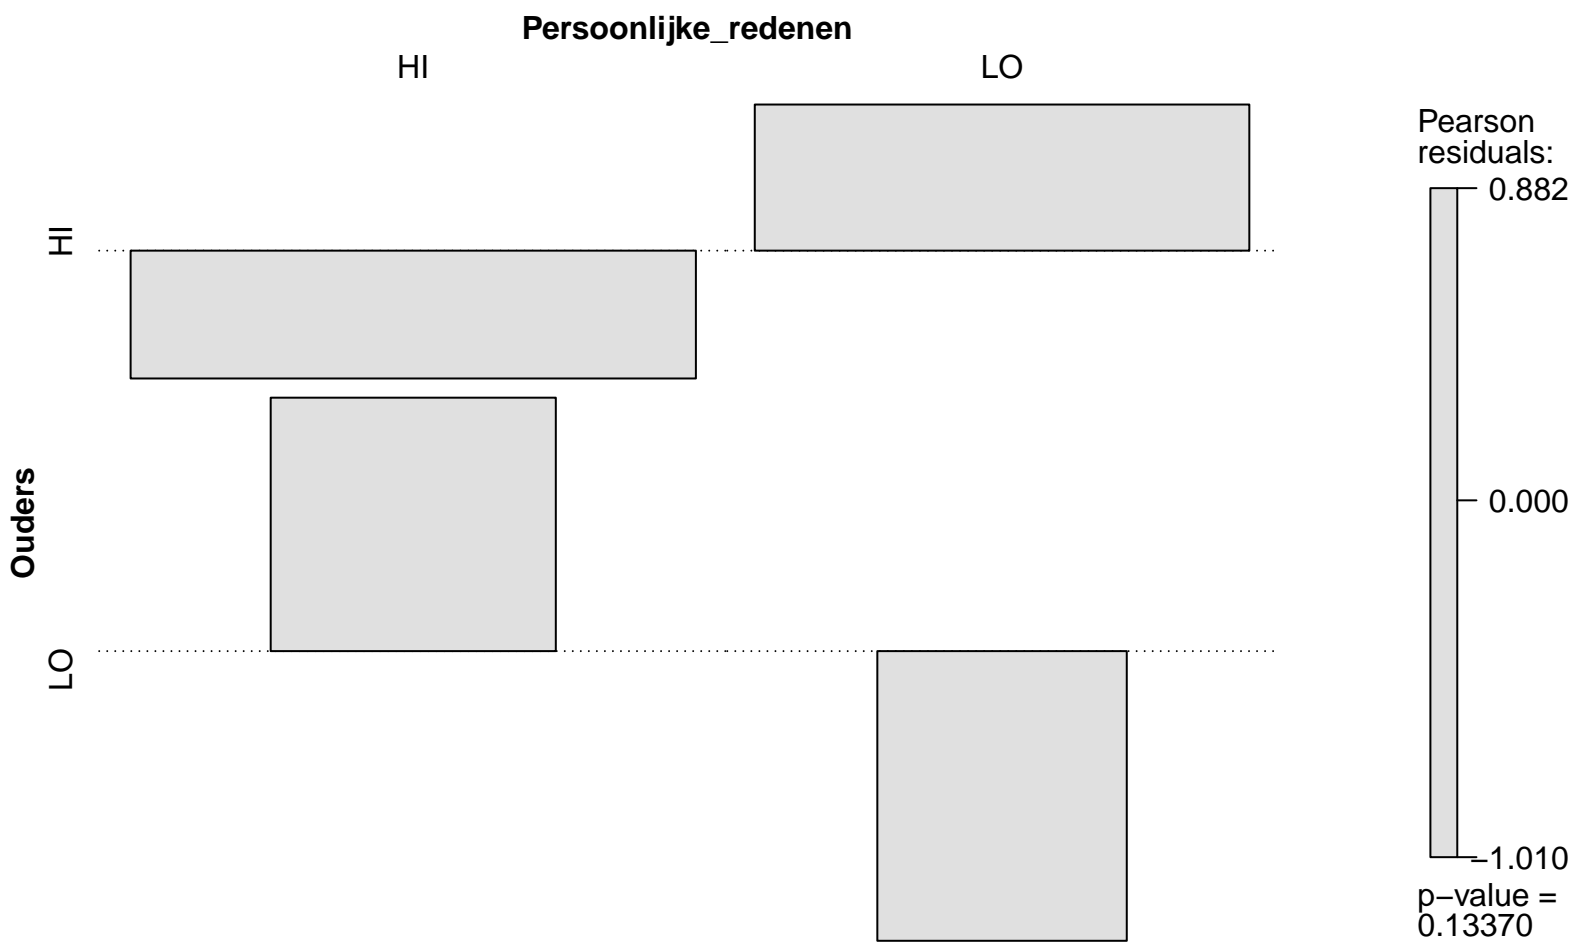 Persoonlijke_redenen
HI
LO
Ouders
HI
LO
Pearson
residuals:
0.882
0.000
−1.010
p−value =
0.13370